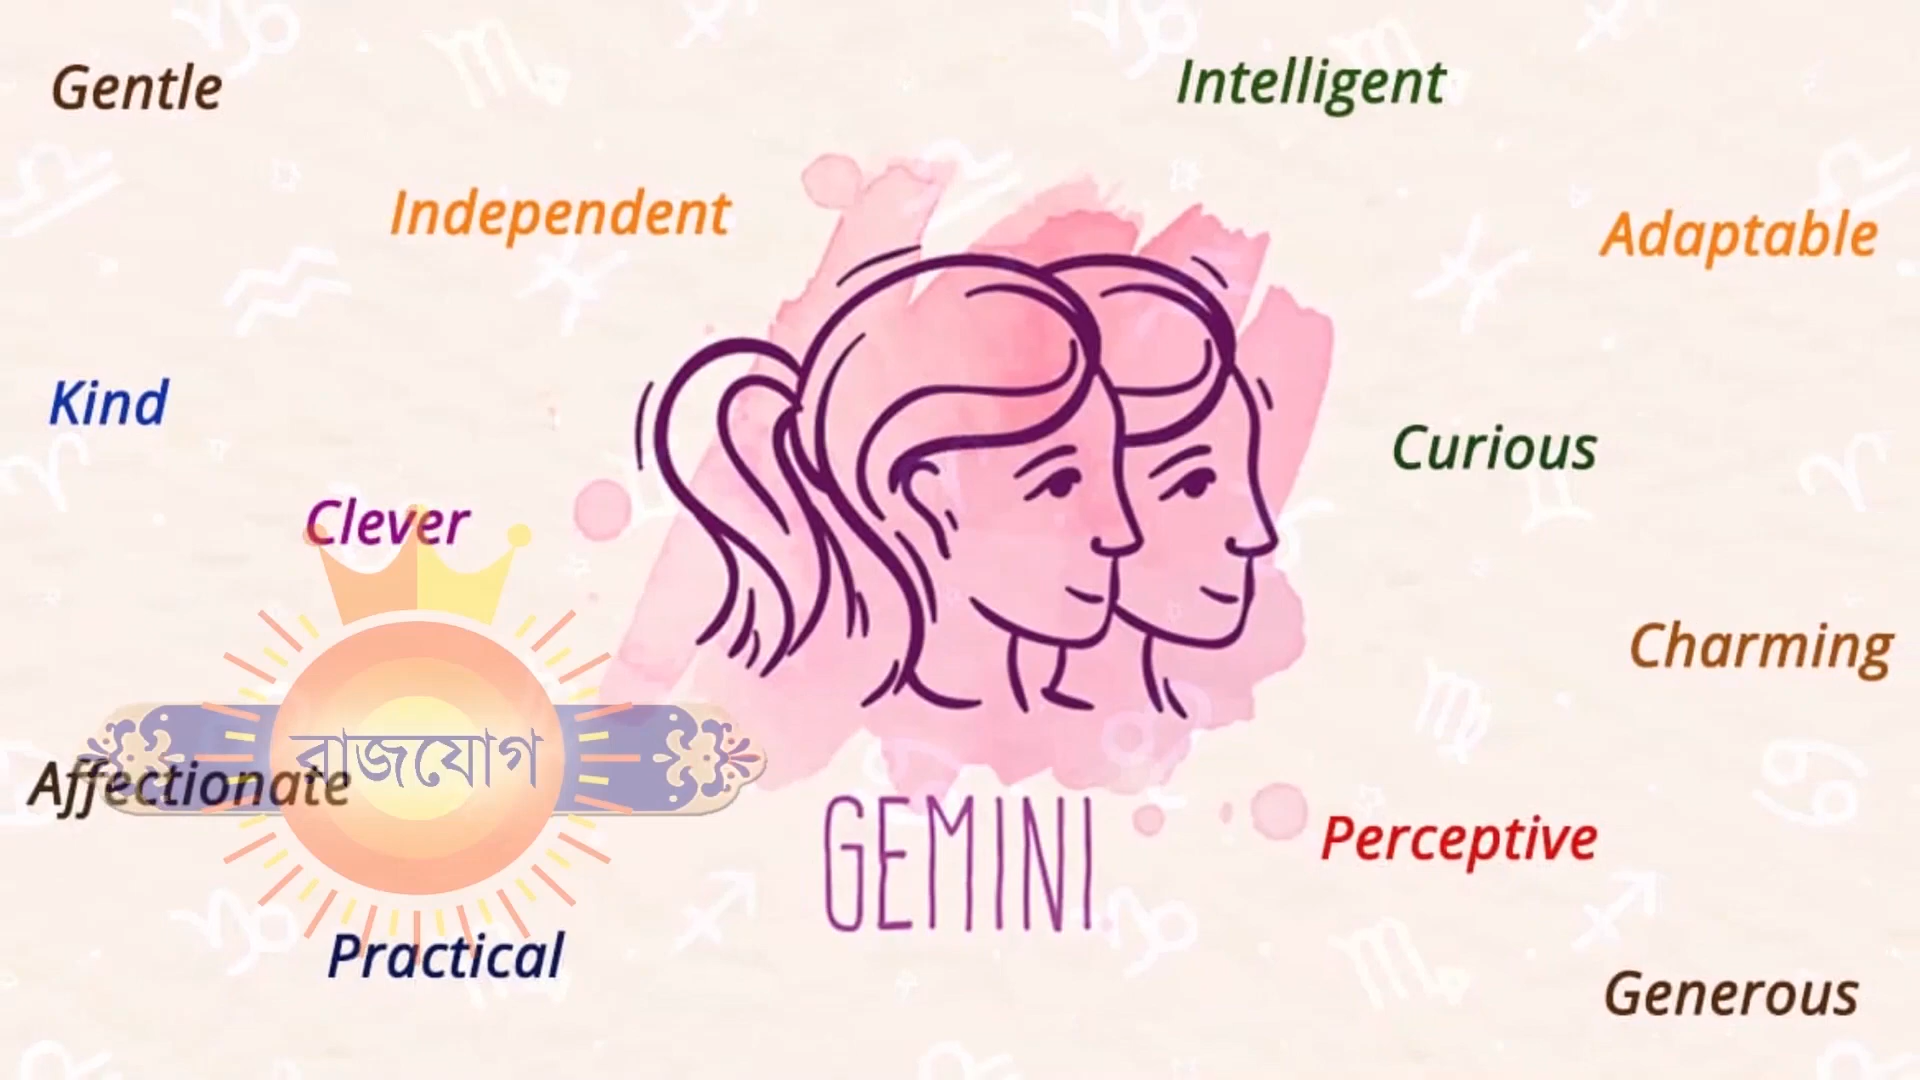 Gentle
Intelligent
Independent
Adaptable
Kind
Curious
Clever
Charming
রাজযোগ
Affectionate
GEMINI
Perceptive
Practical
Generous